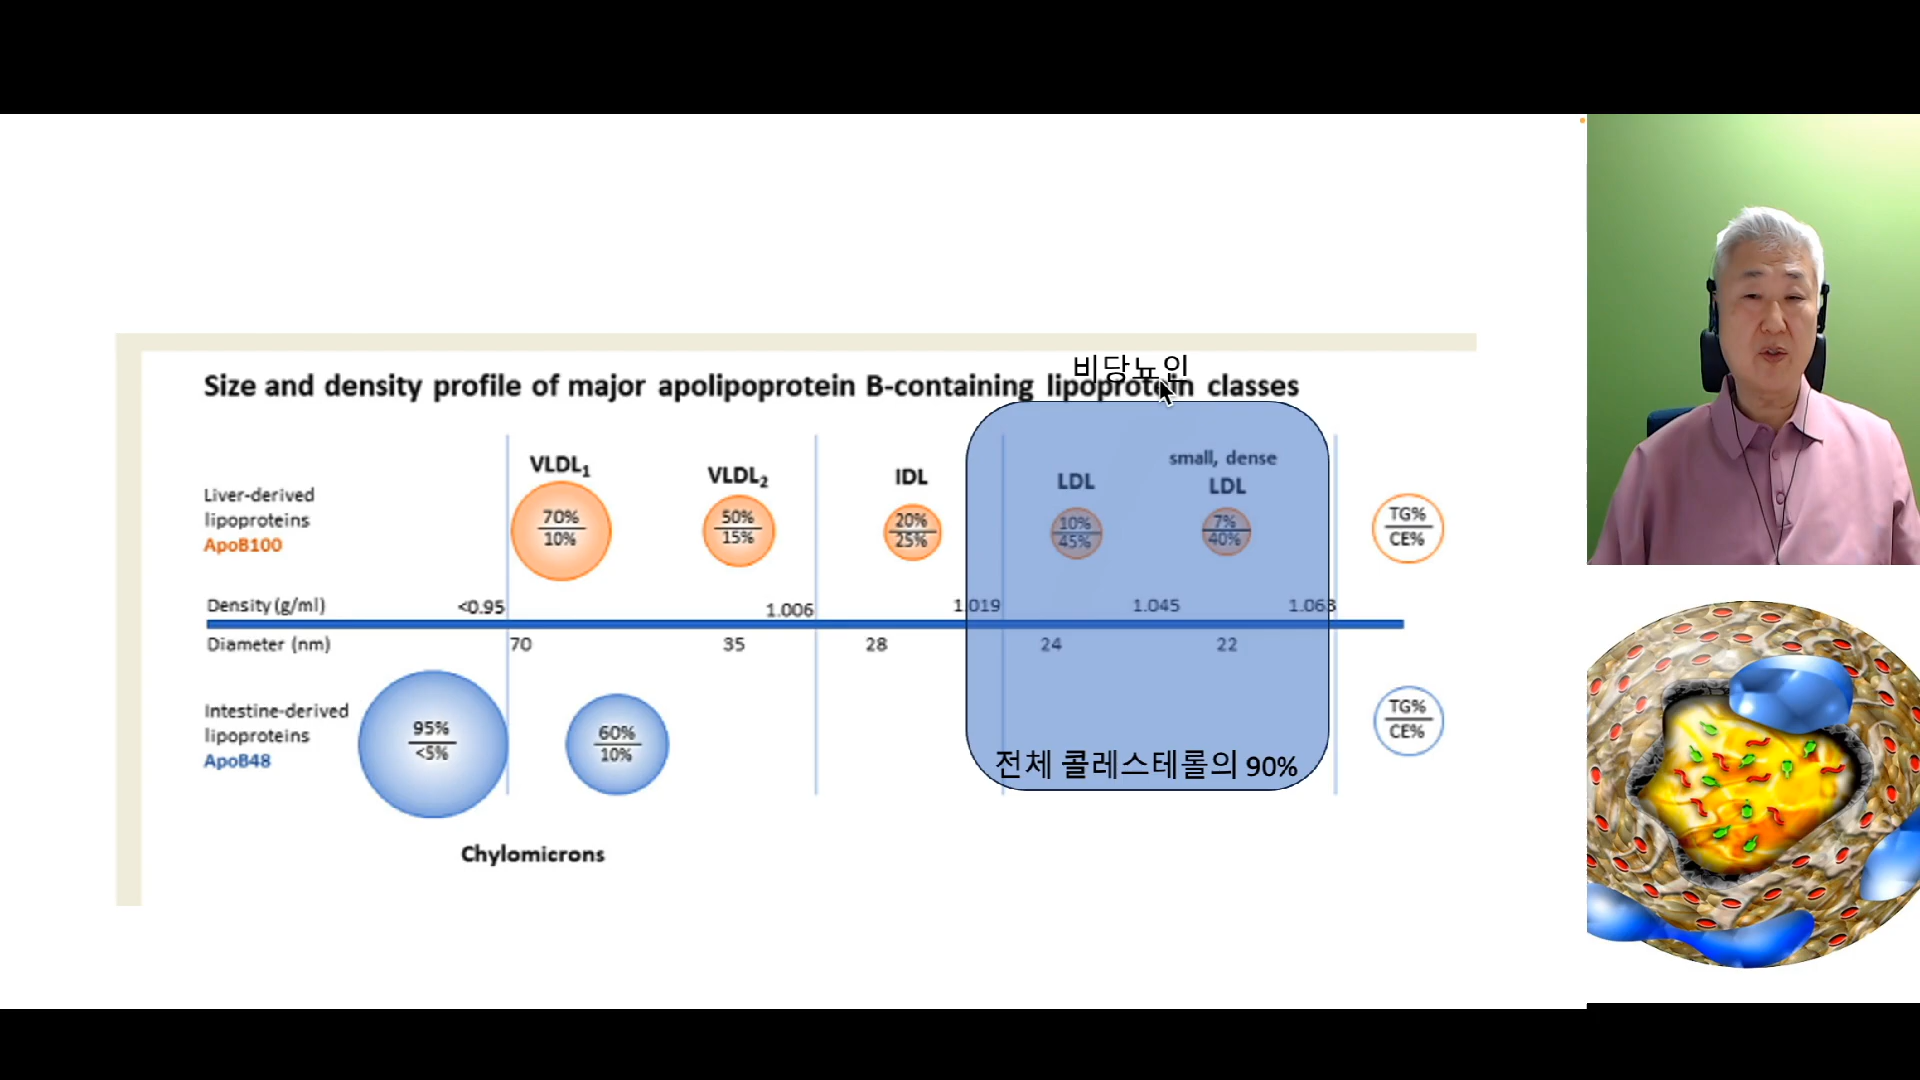 비당뇨인
Size and density profile of major apolipoprotein B-containing lipoprotein classes
VLDL1
VLDL2
IDL
LDL
small, dense
LDL
Liver-derived
lipoproteins
ApoB100
70%
10%
50%
15%
20%
25%
10%
45%
7%
40%
TG%
CE%
Density (g/ml) <0.95 1.006 1.019 1.045 1.063
Diameter (nm) 70 35 28 24 22
Intestine-derived
lipoproteins
ApoB48
95%
<5%
60%
10%
TG%
CE%
전체 콜레스테롤의 90%
Chylomicrons